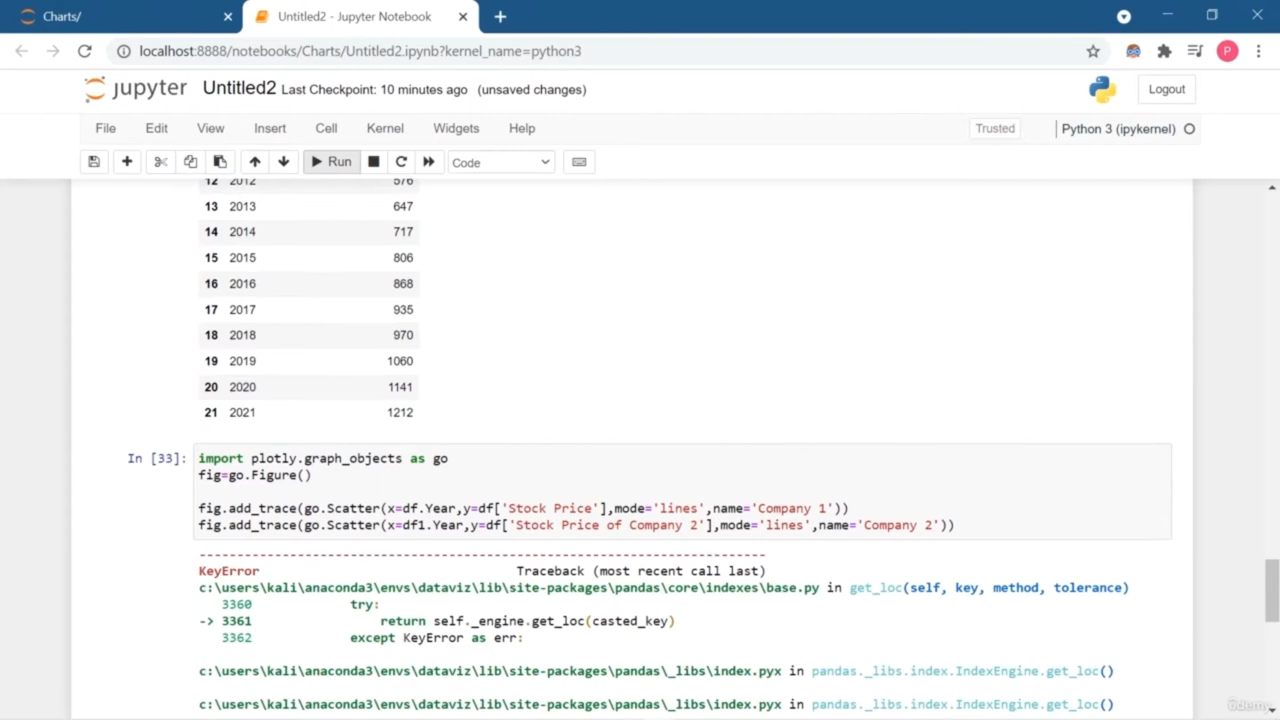 Charts/
Untitled2 - Jupyter Notebook
localhost:8888/notebooks/Charts/Untitled2.ipynb?kernel_name=python3
P
jupyter Untitled2 Last Checkpoint: 10 minutes ago (unsaved changes)
Logout
File Edit View Insert Cell Kernel Widgets Help
Trusted
Python 3 (ipykernel)
Run
Code
12 2012 576
13 2013 647
14 2014 717
15 2015 806
16 2016 868
17 2017 935
18 2018 970
19 2019 1060
20 2020 1141
21 2021 1212
In [33]: import plotly.graph_objects as go
fig=go.Figure()
fig.add_trace(go.Scatter(x=df.Year,y=df['Stock Price'],mode='lines',name='Company 1'))
fig.add_trace(go.Scatter(x=df1.Year,y=df['Stock Price of Company 2'],mode='lines',name='Company 2'))
---------------------------------------------------------------------------
KeyError Traceback (most recent call last)
c:\users\kali\anaconda3\envs\dataviz\lib\site-packages\pandas\core\indexes\base.py in get_loc(self, key, method, tolerance)
3360 try:
-> 3361 return self._engine.get_loc(casted_key)
3362 except KeyError as err:
c:\users\kali\anaconda3\envs\dataviz\lib\site-packages\pandas\_libs\index.pyx in pandas._libs.index.IndexEngine.get_loc()
c:\users\kali\anaconda3\envs\dataviz\lib\site-packages\pandas\_libs\index.pyx in pandas._libs.index.IndexEngine.get_loc()
Udemy